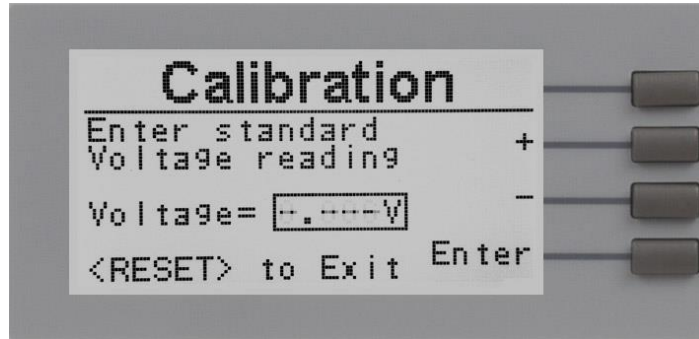 Calibration
Enter standard
Voltage reading
+
Voltage= -.---V
-
<RESET> to Exit
Enter